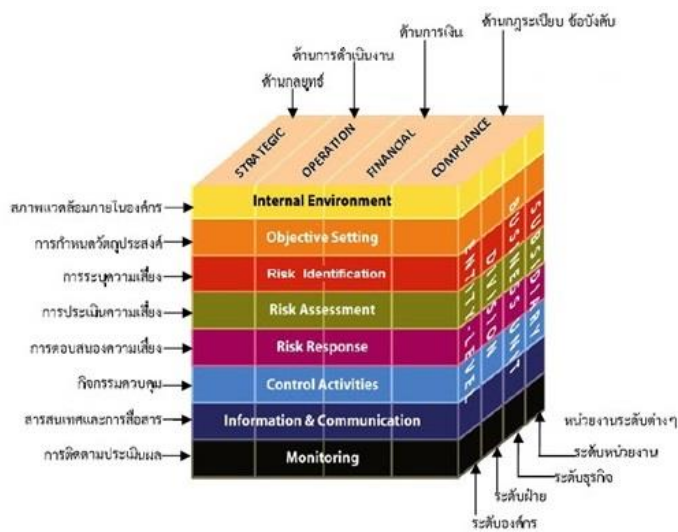 ด้านกฎระเบียบ ข้อบังคับ
ด้านการเงิน
ด้านการดำเนินงาน
ด้านกลยุทธ์
STRATEGIC
OPERATION
FINANCIAL
COMPLIANCE
สภาพแวดล้อมภายในองค์กร
Internal Environment
การกำหนดวัตถุประสงค์
Objective Setting
การระบุความเสี่ยง
Risk Identification
การประเมินความเสี่ยง
Risk Assessment
การตอบสนองความเสี่ยง
Risk Response
กิจกรรมควบคุม
Control Activities
สารสนเทศและการสื่อสาร
Information & Communication
การติดตามประเมินผล
Monitoring
ENTITY-LEVEL
DIVISION
BUSINESS UNIT
SUBSIDIARY
หน่วยงานระดับต่างๆ
ระดับหน่วยงาน
ระดับธุรกิจ
ระดับฝ่าย
ระดับองค์กร